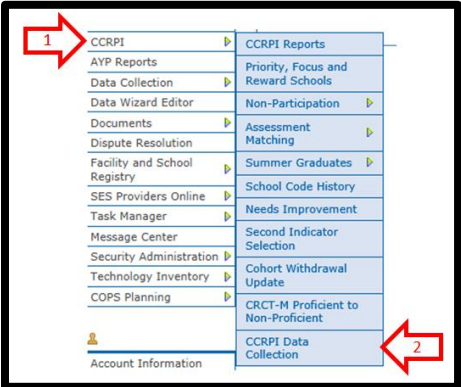 1
CCRPI
AYP Reports
Data Collection
Data Wizard Editor
Documents
Dispute Resolution
Facility and School
Registry
SES Providers Online
Task Manager
Message Center
Security Administration
Technology Inventory
COPS Planning
Account Information
CCRPI Reports
Priority, Focus and
Reward Schools
Non-Participation
Assessment
Matching
Summer Graduates
School Code History
Needs Improvement
Second Indicator
Selection
Cohort Withdrawal
Update
CRCT-M Proficient to
Non-Proficient
CCRPI Data
Collection
2